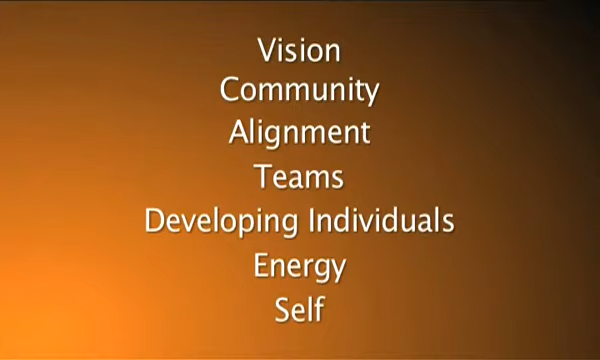 Vision
Community
Alignment
Teams
Developing Individuals
Energy
Self